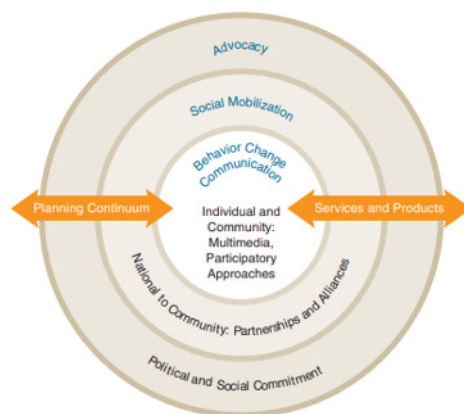 Advocacy
Social Mobilization
Behavior Change
Communication
Planning Continuum
Services and Products
Individual and
Community:
Multimedia,
Participatory
Approaches
National to Community: Partnerships and Alliances
Political and Social Commitment